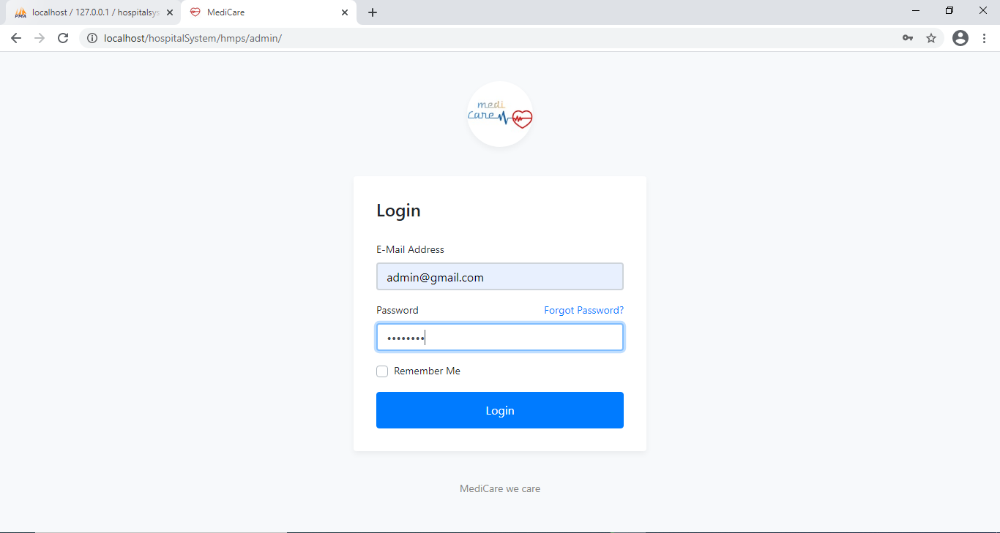 localhost / 127.0.0.1 / hospitalsys
MediCare
localhost/hospitalSystem/hmps/admin/
medi
care
Login
E-Mail Address
admin@gmail.com
Password Forgot Password?
••••••••
Remember Me
Login
MediCare we care